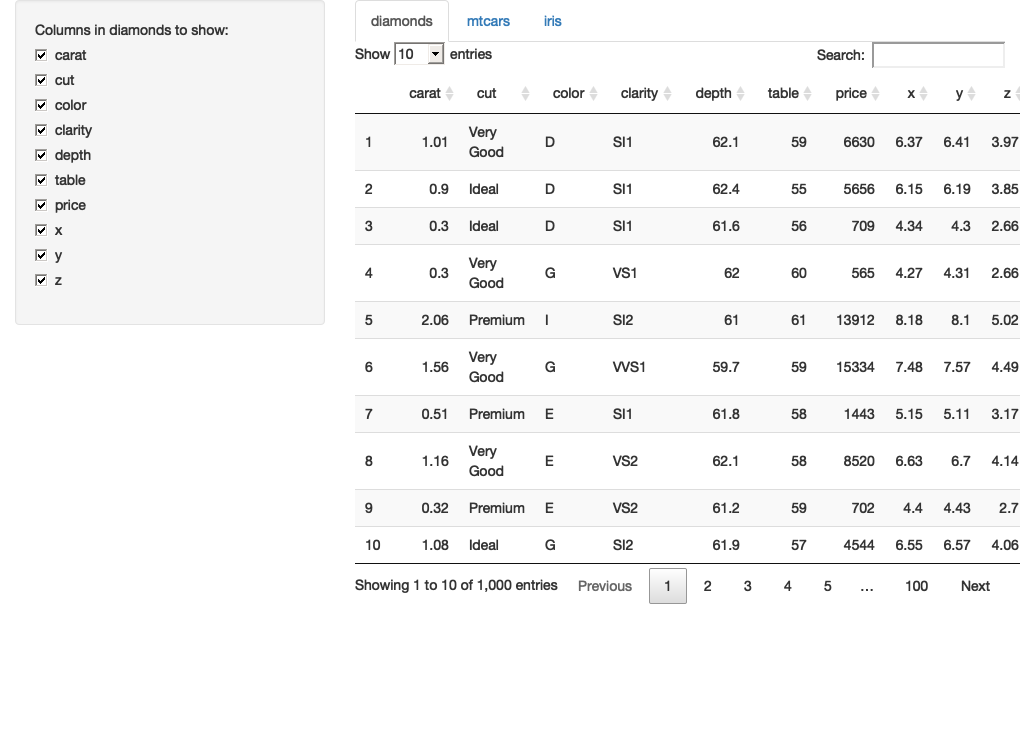 Columns in diamonds to show:
carat
cut
color
clarity
depth
table
price
x
y
z
diamonds mtcars iris
Show 10 entries Search:
carat cut color clarity depth table price x y z
1 1.01 Very Good D SI1 62.1 59 6630 6.37 6.41 3.97
2 0.9 Ideal D SI1 62.4 55 5656 6.15 6.19 3.85
3 0.3 Ideal D SI1 61.6 56 709 4.34 4.3 2.66
4 0.3 Very Good G VS1 62 60 565 4.27 4.31 2.66
5 2.06 Premium I SI2 61 61 13912 8.18 8.1 5.02
6 1.56 Very Good G VVS1 59.7 59 15334 7.48 7.57 4.49
7 0.51 Premium E SI1 61.8 58 1443 5.15 5.11 3.17
8 1.16 Very Good E VS2 62.1 58 8520 6.63 6.7 4.14
9 0.32 Premium E VS2 61.2 59 702 4.4 4.43 2.7
10 1.08 Ideal G SI2 61.9 57 4544 6.55 6.57 4.06
Showing 1 to 10 of 1,000 entries Previous 1 2 3 4 5 … 100 Next